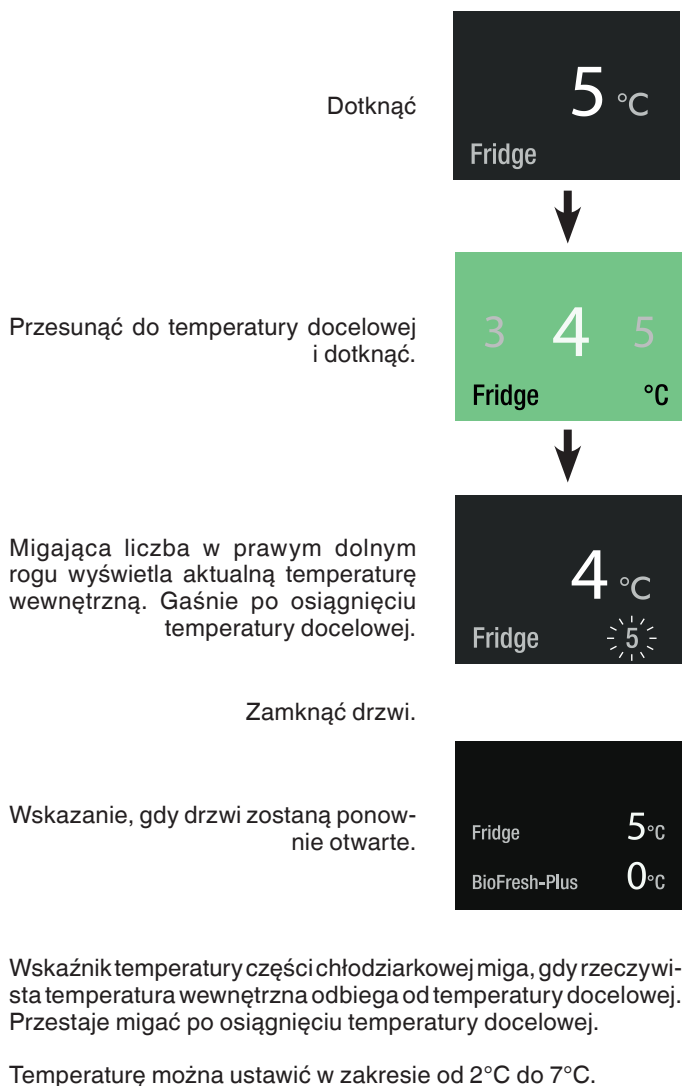 Dotknąć
5 °C
Fridge
Przesunąć do temperatury docelowej
i dotknąć.
3 4 5
Fridge °C
Migająca liczba w prawym dolnym
rogu wyświetla aktualną temperaturę
wewnętrzną. Gaśnie po osiągnięciu
temperatury docelowej.
4 °C
Fridge 5
Zamknąć drzwi.
Wskazanie, gdy drzwi zostaną ponow-
nie otwarte.
Fridge 5°C
BioFresh-Plus 0°C
Wskaźnik temperatury części chłodziarkowej miga, gdy rzeczywi-
sta temperatura wewnętrzna odbiega od temperatury docelowej.
Przestaje migać po osiągnięciu temperatury docelowej.
Temperaturę można ustawić w zakresie od 2°C do 7°C.